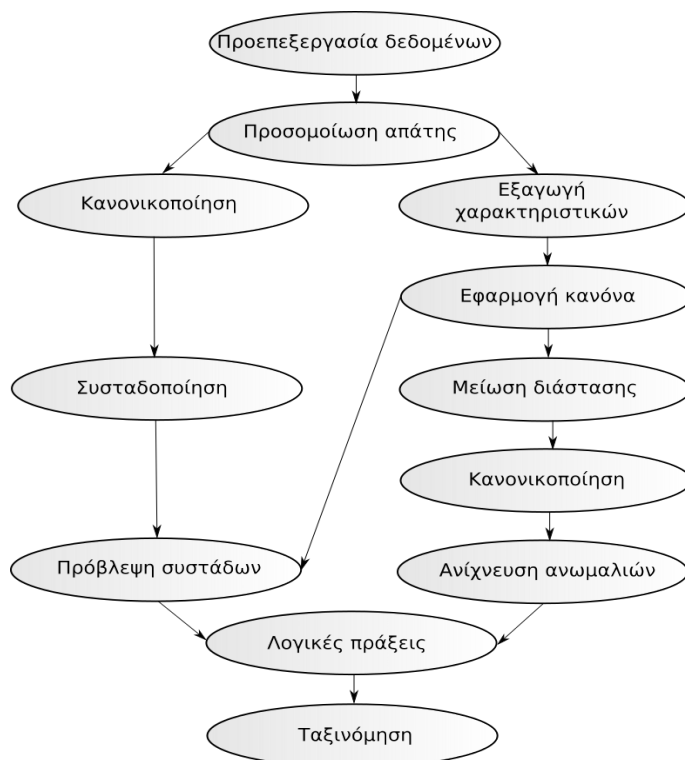 Προεπεξεργασία δεδομένων
Προσομοίωση απάτης
Κανονικοποίηση
Εξαγωγή
χαρακτηριστικών
Εφαρμογή κανόνα
Συσταδοποίηση
Μείωση διάστασης
Κανονικοποίηση
Πρόβλεψη συστάδων
Ανίχνευση ανωμαλιών
Λογικές πράξεις
Ταξινόμηση